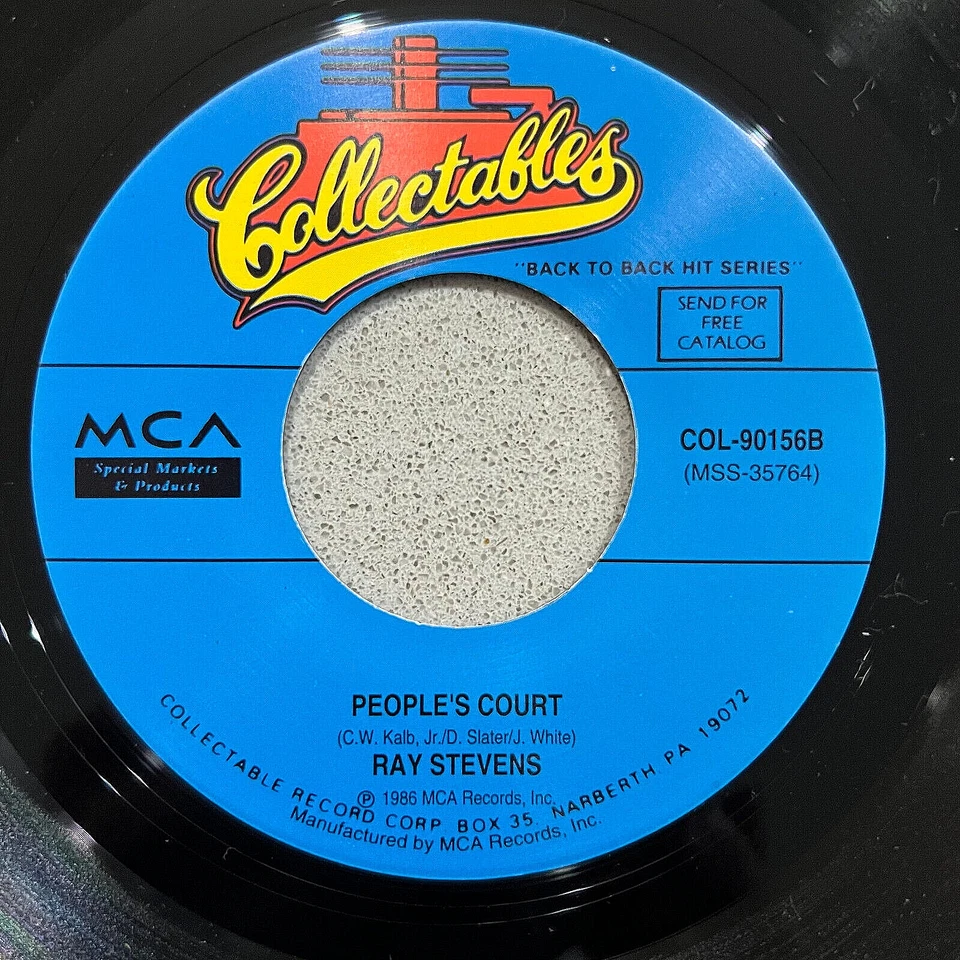 Collectables
"BACK TO BACK HIT SERIES"
SEND FOR
FREE
CATALOG
MCA
Special Markets
& Products
COL-90156B
(MSS-35764)
PEOPLE'S COURT
(C.W. Kalb, Jr./D. Slater/J. White)
RAY STEVENS
℗ 1986 MCA Records, Inc.
COLLECTABLE RECORD CORP. BOX 35, NARBERTH, PA 19072
Manufactured by MCA Records, Inc.